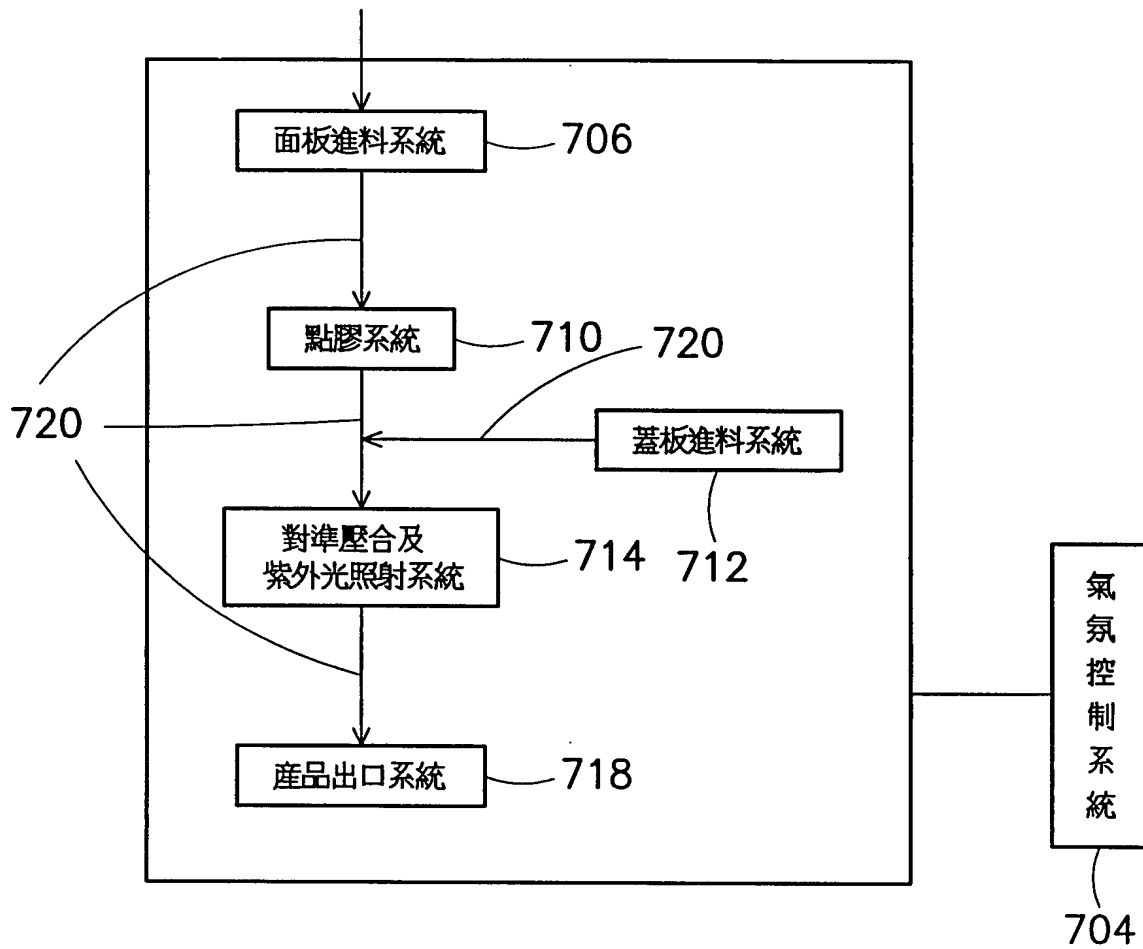 面板進料系統
706
點膠系統
710
720
720
蓋板進料系統
712
對準壓合及
紫外光照射系統
714
產品出口系統
718
氣氛控制系統
704